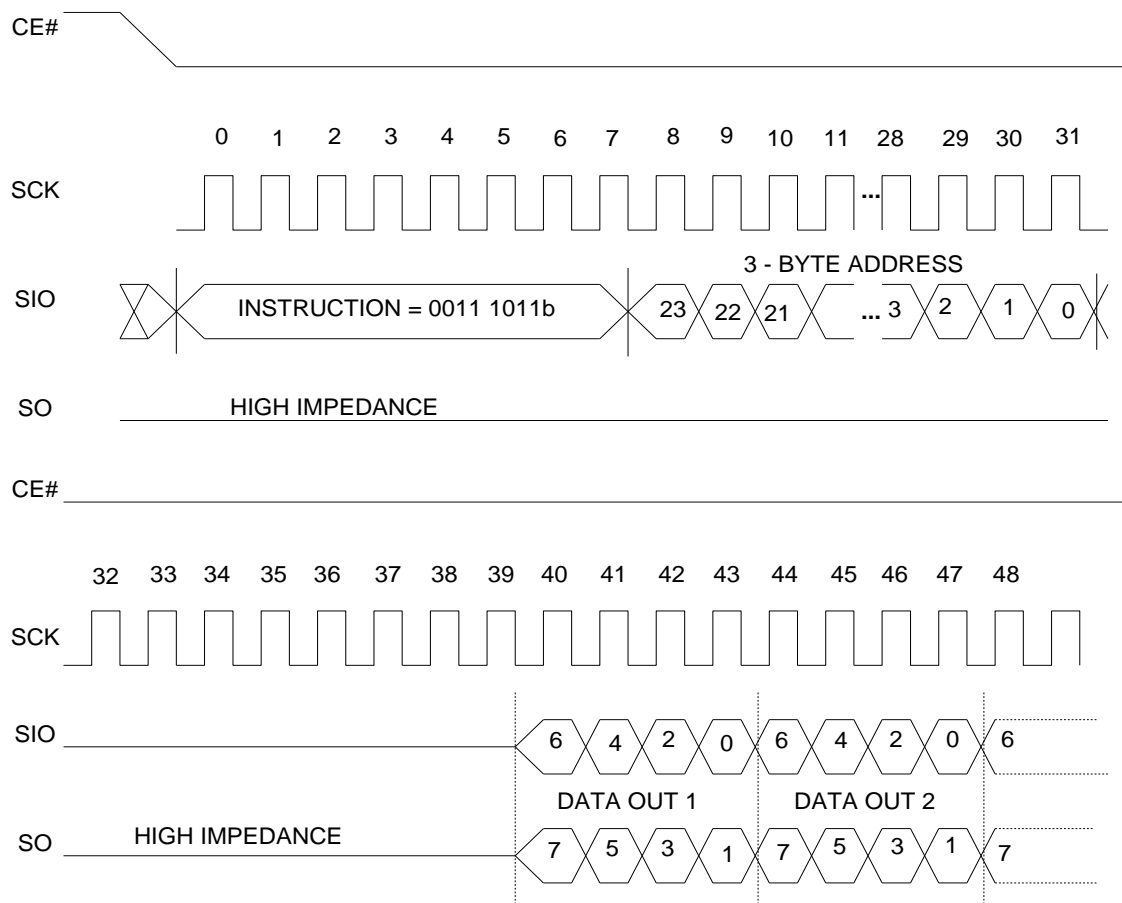 CE#
0 1 2 3 4 5 6 7 8 9 10 11 28 29 30 31
SCK ...
3 - BYTE ADDRESS
SIO INSTRUCTION = 0011 1011b 23 22 21 ... 3 2 1 0
SO HIGH IMPEDANCE
CE#
32 33 34 35 36 37 38 39 40 41 42 43 44 45 46 47 48
SCK
SIO 6 4 2 0 6 4 2 0 6
DATA OUT 1 DATA OUT 2
SO HIGH IMPEDANCE 7 5 3 1 7 5 3 1 7